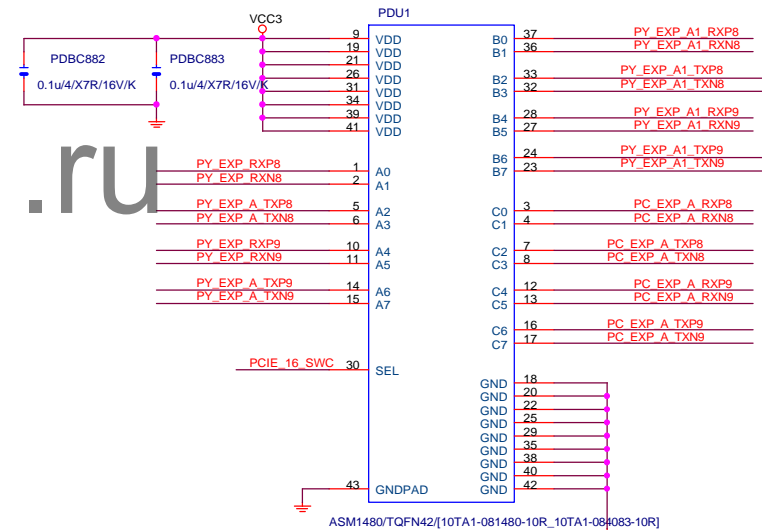 PDU1
VCC3
PDBC882
0.1u/4/X7R/16V/K
PDBC883
0.1u/4/X7R/16V/K
.ru
9 VDD
19 VDD
21 VDD
26 VDD
31 VDD
34 VDD
39 VDD
41 VDD
PY_EXP_RXP8 1 A0
PY_EXP_RXN8 2 A1
PY_EXP_A_TXP8 5 A2
PY_EXP_A_TXN8 6 A3
PY_EXP_RXP9 10 A4
PY_EXP_RXN9 11 A5
PY_EXP_A_TXP9 14 A6
PY_EXP_A_TXN9 15 A7
PCIE_16_SWC 30 SEL
43 GNDPAD
B0 37 PY_EXP_A1_RXP8
B1 36 PY_EXP_A1_RXN8
B2 33 PY_EXP_A1_TXP8
B3 32 PY_EXP_A1_TXN8
B4 28 PY_EXP_A1_RXP9
B5 27 PY_EXP_A1_RXN9
B6 24 PY_EXP_A1_TXP9
B7 23 PY_EXP_A1_TXN9
C0 3 PC_EXP_A_RXP8
C1 4 PC_EXP_A_RXN8
C2 7 PC_EXP_A_TXP8
C3 8 PC_EXP_A_TXN8
C4 12 PC_EXP_A_RXP9
C5 13 PC_EXP_A_RXN9
C6 16 PC_EXP_A_TXP9
C7 17 PC_EXP_A_TXN9
GND 18
GND 20
GND 22
GND 25
GND 29
GND 35
GND 38
GND 40
GND 42
ASM1480/TQFN42/[10TA1-081480-10R_10TA1-084083-10R]